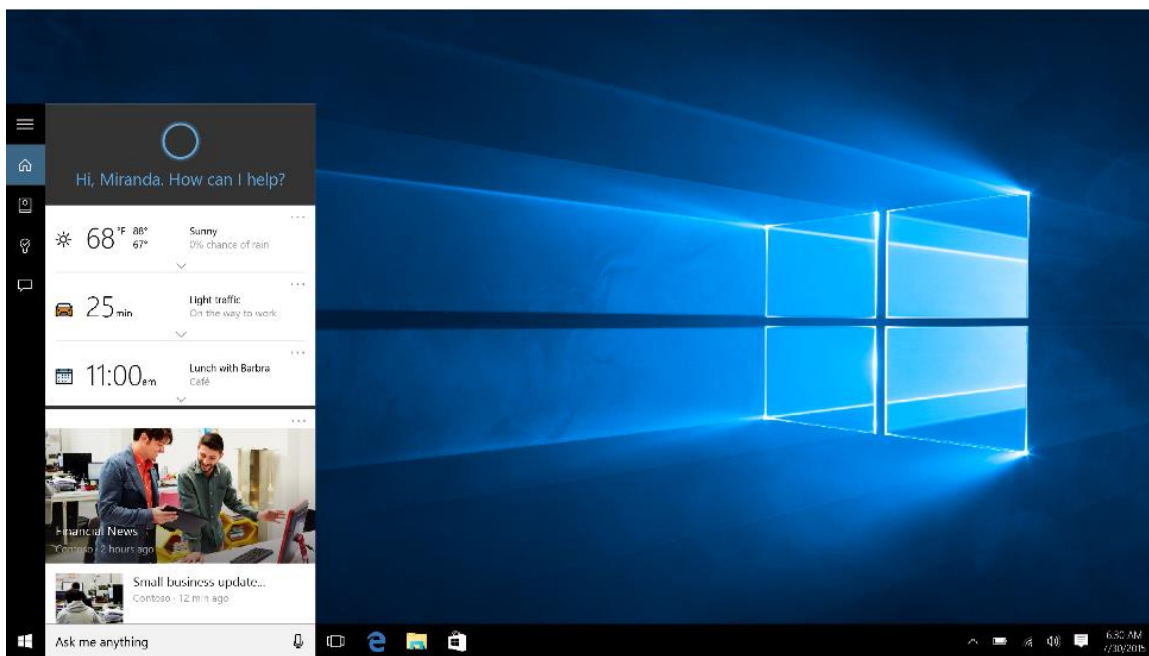 Hi, Miranda. How can I help?
68°F 88° 67°
Sunny
0% chance of rain
25 min
Light traffic
On the way to work
11:00am
Lunch with Barbra
Café
Financial News
Contoso · 2 hours ago
Small business update...
Contoso · 12 min ago
Ask me anything
6:30 AM
7/30/2015